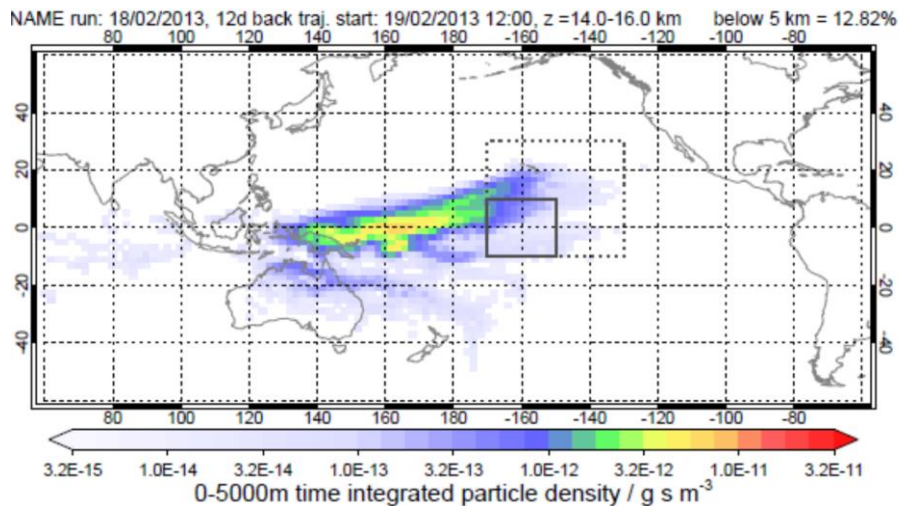 NAME run: 18/02/2013, 12d back traj. start: 19/02/2013 12:00, z =14.0-16.0 km below 5 km = 12.82%
80 100 120 140 160 180 -160 -140 -120 -100 -80
40 40
20 20
0 0
-20 -20
-40 -40
80 100 120 140 160 180 -160 -140 -120 -100 -80
3.2E-15 1.0E-14 3.2E-14 1.0E-13 3.2E-13 1.0E-12 3.2E-12 1.0E-11 3.2E-11
0-5000m time integrated particle density / g s m⁻³